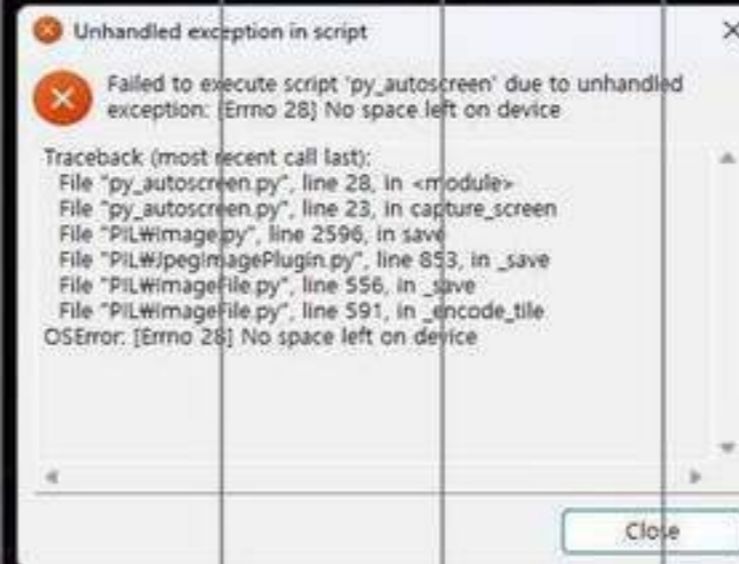 Unhandled exception in script
Failed to execute script 'py_autoscreen' due to unhandled
exception: [Errno 28] No space left on device
Traceback (most recent call last):
File "py_autoscreen.py", line 28, in <module>
File "py_autoscreen.py", line 23, in capture_screen
File "PIL₩Image.py", line 2596, in save
File "PIL₩JpegImagePlugin.py", line 853, in _save
File "PIL₩ImageFile.py", line 556, in _save
File "PIL₩ImageFile.py", line 591, in _encode_tile
OSError: [Errno 28] No space left on device
Close